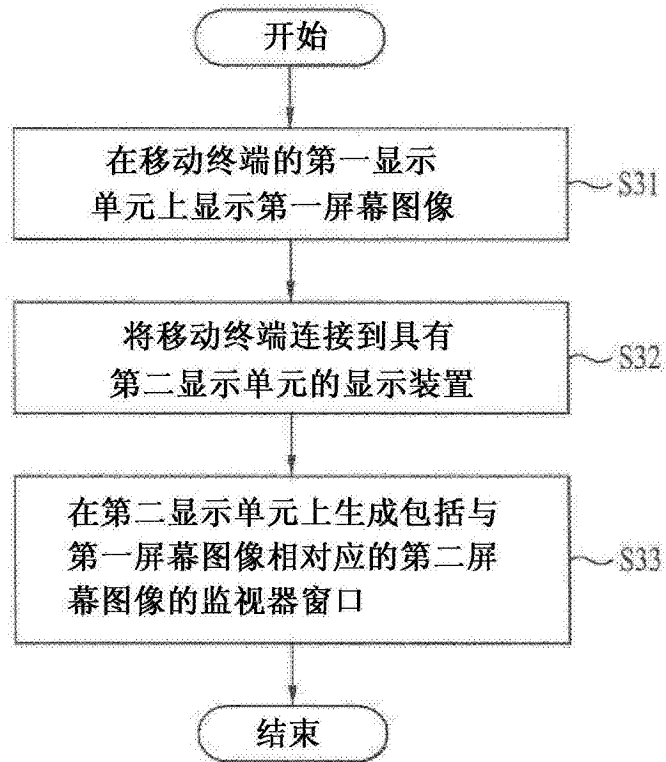 开始
在移动终端的第一显示
单元上显示第一屏幕图像
S31
将移动终端连接到具有
第二显示单元的显示装置
S32
在第二显示单元上生成包括与
第一屏幕图像相对应的第二屏
幕图像的监视器窗口
S33
结束